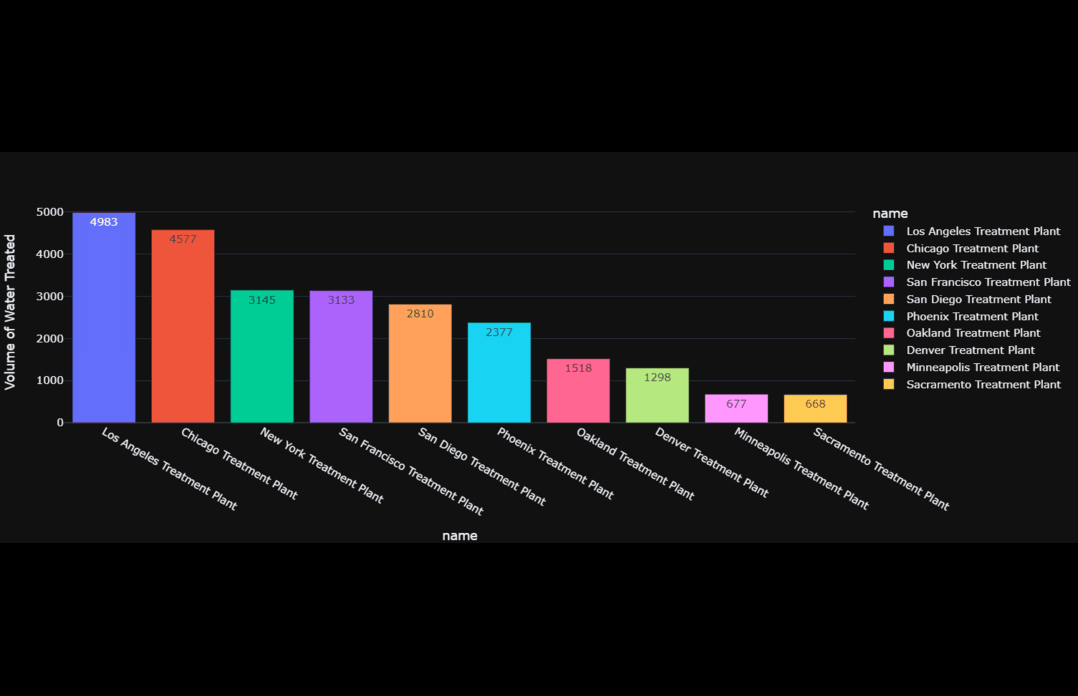 5000
4000
3000
2000
1000
0
Volume of Water Treated
4983
4577
3145
3133
2810
2377
1518
1298
677
668
Los Angeles Treatment Plant
Chicago Treatment Plant
New York Treatment Plant
San Francisco Treatment Plant
San Diego Treatment Plant
Phoenix Treatment Plant
Oakland Treatment Plant
Denver Treatment Plant
Minneapolis Treatment Plant
Sacramento Treatment Plant
name
name
Los Angeles Treatment Plant
Chicago Treatment Plant
New York Treatment Plant
San Francisco Treatment Plant
San Diego Treatment Plant
Phoenix Treatment Plant
Oakland Treatment Plant
Denver Treatment Plant
Minneapolis Treatment Plant
Sacramento Treatment Plant